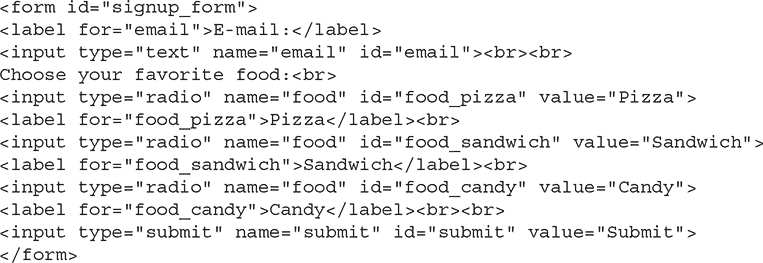 <form id="signup_form">
<label for="email">E-mail:</label>
<input type="text" name="email" id="email"><br><br>
Choose your favorite food:<br>
<input type="radio" name="food" id="food_pizza" value="Pizza">
<label for="food_pizza">Pizza</label><br>
<input type="radio" name="food" id="food_sandwich" value="Sandwich">
<label for="food_sandwich">Sandwich</label><br>
<input type="radio" name="food" id="food_candy" value="Candy">
<label for="food_candy">Candy</label><br><br>
<input type="submit" name="submit" id="submit" value="Submit">
</form>